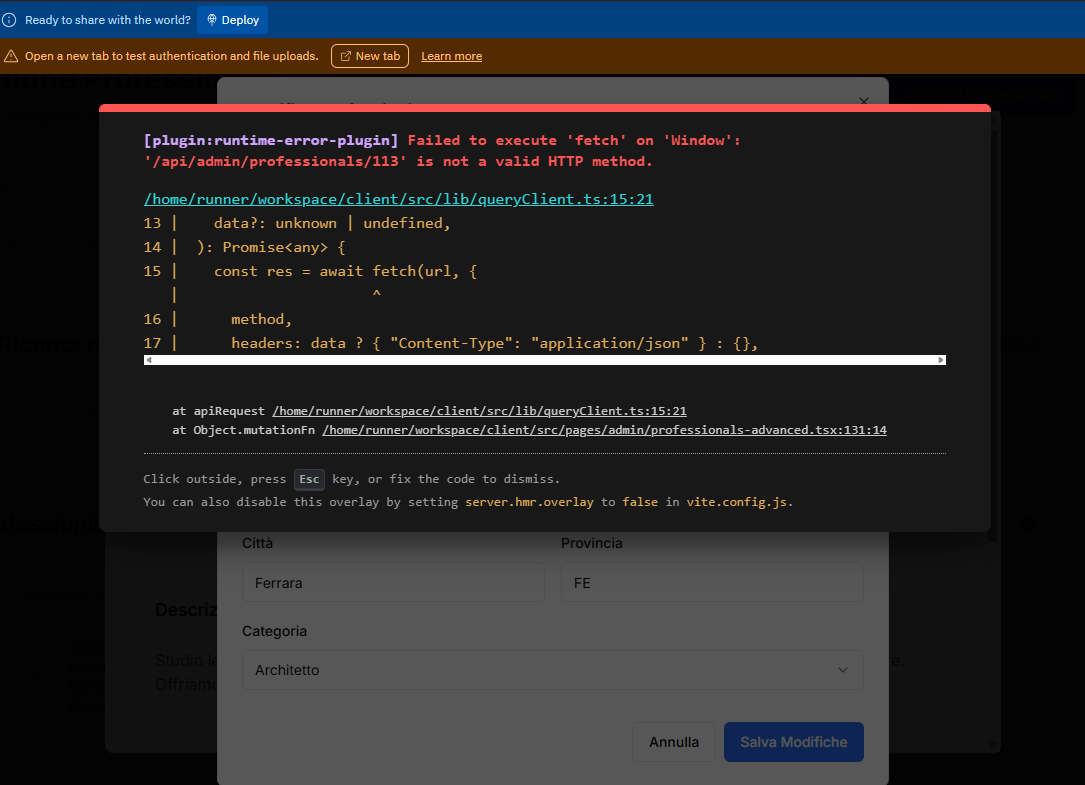 Ready to share with the world? Deploy
Open a new tab to test authentication and file uploads. New tab Learn more
[plugin:runtime-error-plugin] Failed to execute 'fetch' on 'Window':
'/api/admin/professionals/113' is not a valid HTTP method.
/home/runner/workspace/client/src/lib/queryClient.ts:15:21
13 | data?: unknown | undefined,
14 | ): Promise<any> {
15 | const res = await fetch(url, {
| ^
16 | method,
17 | headers: data ? { "Content-Type": "application/json" } : {},
at apiRequest /home/runner/workspace/client/src/lib/queryClient.ts:15:21
at Object.mutationFn /home/runner/workspace/client/src/pages/admin/professionals-advanced.tsx:131:14
Click outside, press Esc key, or fix the code to dismiss.
You can also disable this overlay by setting server.hmr.overlay to false in vite.config.js.
Città Provincia
Ferrara FE
Descriz
Categoria
Studio le
Architetto
re.
Offriamo
Annulla Salva Modifiche